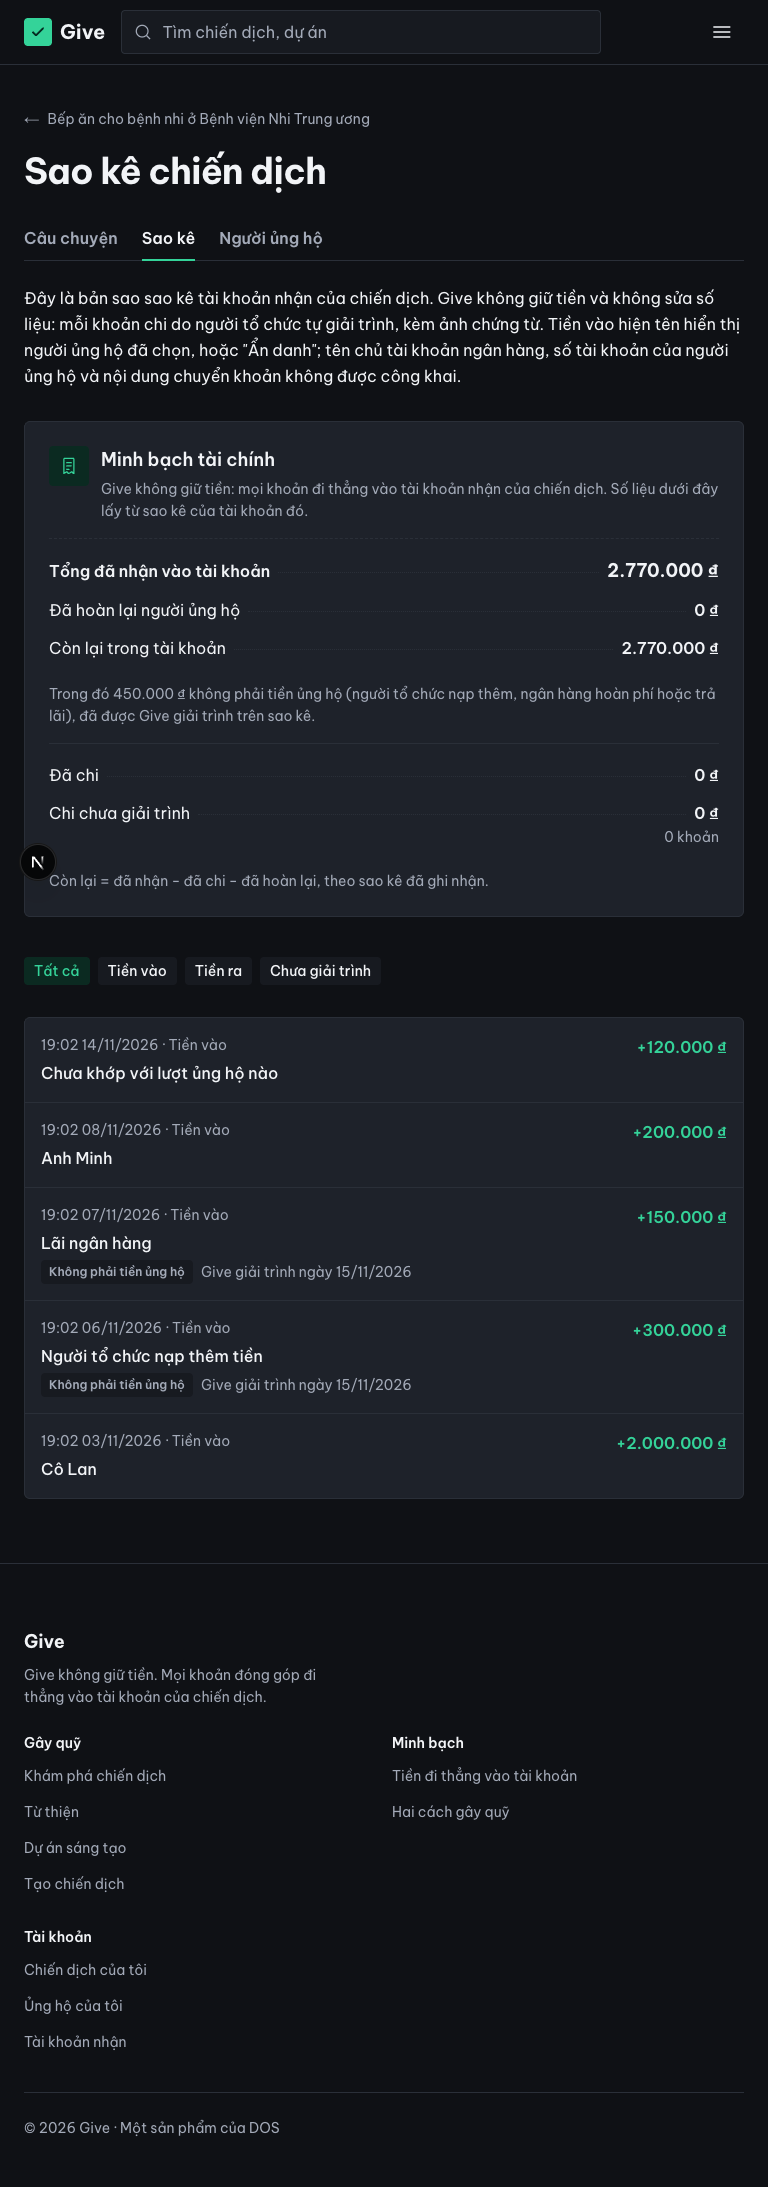 Give
Tìm chiến dịch, dự án
← Bếp ăn cho bệnh nhi ở Bệnh viện Nhi Trung ương
Sao kê chiến dịch
Câu chuyện Sao kê Người ủng hộ
Đây là bản sao sao kê tài khoản nhận của chiến dịch. Give không giữ tiền và không sửa số
liệu: mỗi khoản chi do người tổ chức tự giải trình, kèm ảnh chứng từ. Tiền vào hiện tên hiển thị
người ủng hộ đã chọn, hoặc "Ẩn danh"; tên chủ tài khoản ngân hàng, số tài khoản của người
ủng hộ và nội dung chuyển khoản không được công khai.
Minh bạch tài chính
Give không giữ tiền: mọi khoản đi thẳng vào tài khoản nhận của chiến dịch. Số liệu dưới đây
lấy từ sao kê của tài khoản đó.
Tổng đã nhận vào tài khoản 2.770.000 ₫
Đã hoàn lại người ủng hộ 0 ₫
Còn lại trong tài khoản 2.770.000 ₫
Trong đó 450.000 ₫ không phải tiền ủng hộ (người tổ chức nạp thêm, ngân hàng hoàn phí hoặc trả
lãi), đã được Give giải trình trên sao kê.
Đã chi 0 ₫
Chi chưa giải trình 0 ₫
0 khoản
N
Còn lại = đã nhận − đã chi − đã hoàn lại, theo sao kê đã ghi nhận.
Tất cả Tiền vào Tiền ra Chưa giải trình
19:02 14/11/2026 · Tiền vào +120.000 ₫
Chưa khớp với lượt ủng hộ nào
19:02 08/11/2026 · Tiền vào +200.000 ₫
Anh Minh
19:02 07/11/2026 · Tiền vào +150.000 ₫
Lãi ngân hàng
Không phải tiền ủng hộ Give giải trình ngày 15/11/2026
19:02 06/11/2026 · Tiền vào +300.000 ₫
Người tổ chức nạp thêm tiền
Không phải tiền ủng hộ Give giải trình ngày 15/11/2026
19:02 03/11/2026 · Tiền vào +2.000.000 ₫
Cô Lan
Give
Give không giữ tiền. Mọi khoản đóng góp đi
thẳng vào tài khoản của chiến dịch.
Gây quỹ
Khám phá chiến dịch
Từ thiện
Dự án sáng tạo
Tạo chiến dịch
Minh bạch
Tiền đi thẳng vào tài khoản
Hai cách gây quỹ
Tài khoản
Chiến dịch của tôi
Ủng hộ của tôi
Tài khoản nhận
© 2026 Give · Một sản phẩm của DOS